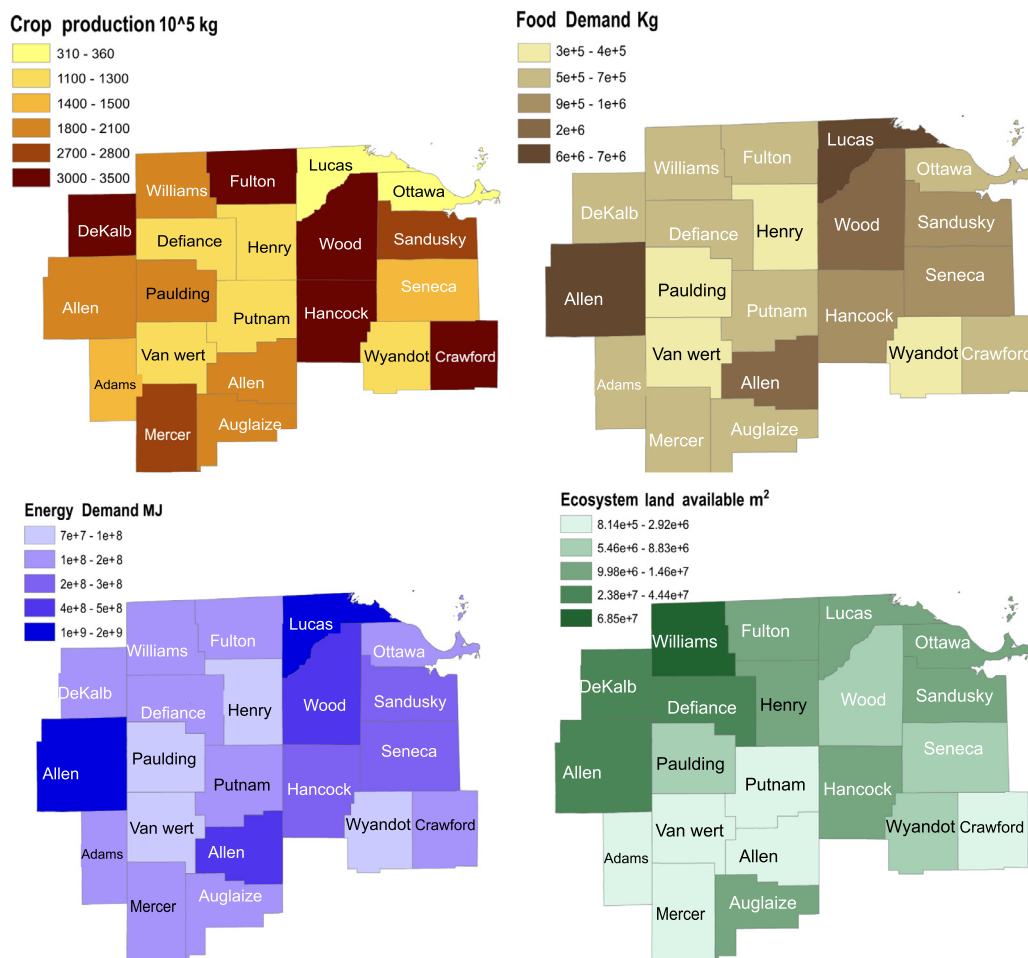 Crop production 10^5 kg
310 - 360
1100 - 1300
1400 - 1500
1800 - 2100
2700 - 2800
3000 - 3500
Lucas
Williams
Fulton
Ottawa
DeKalb
Defiance
Henry
Wood
Sandusky
Allen
Paulding
Seneca
Putnam
Hancock
Van wert
Wyandot
Crawford
Adams
Allen
Mercer
Auglaize
Food Demand Kg
3e+5 - 4e+5
5e+5 - 7e+5
9e+5 - 1e+6
2e+6
6e+6 - 7e+6
Lucas
Williams
Fulton
Ottawa
DeKalb
Defiance
Henry
Wood
Sandusky
Seneca
Allen
Paulding
Putnam
Hancock
Van wert
Wyandot
Crawford
Adams
Allen
Mercer
Auglaize
Energy Demand MJ
7e+7 - 1e+8
1e+8 - 2e+8
2e+8 - 3e+8
4e+8 - 5e+8
1e+9 - 2e+9
Lucas
Williams
Fulton
Ottawa
DeKalb
Defiance
Henry
Wood
Sandusky
Seneca
Allen
Paulding
Putnam
Hancock
Van wert
Wyandot
Crawford
Adams
Allen
Mercer
Auglaize
Ecosystem land available m²
8.14e+5 - 2.92e+6
5.46e+6 - 8.83e+6
9.98e+6 - 1.46e+7
2.38e+7 - 4.44e+7
6.85e+7
Lucas
Williams
Fulton
Ottawa
DeKalb
Defiance
Henry
Wood
Sandusky
Seneca
Allen
Paulding
Putnam
Hancock
Van wert
Wyandot
Crawford
Adams
Allen
Mercer
Auglaize